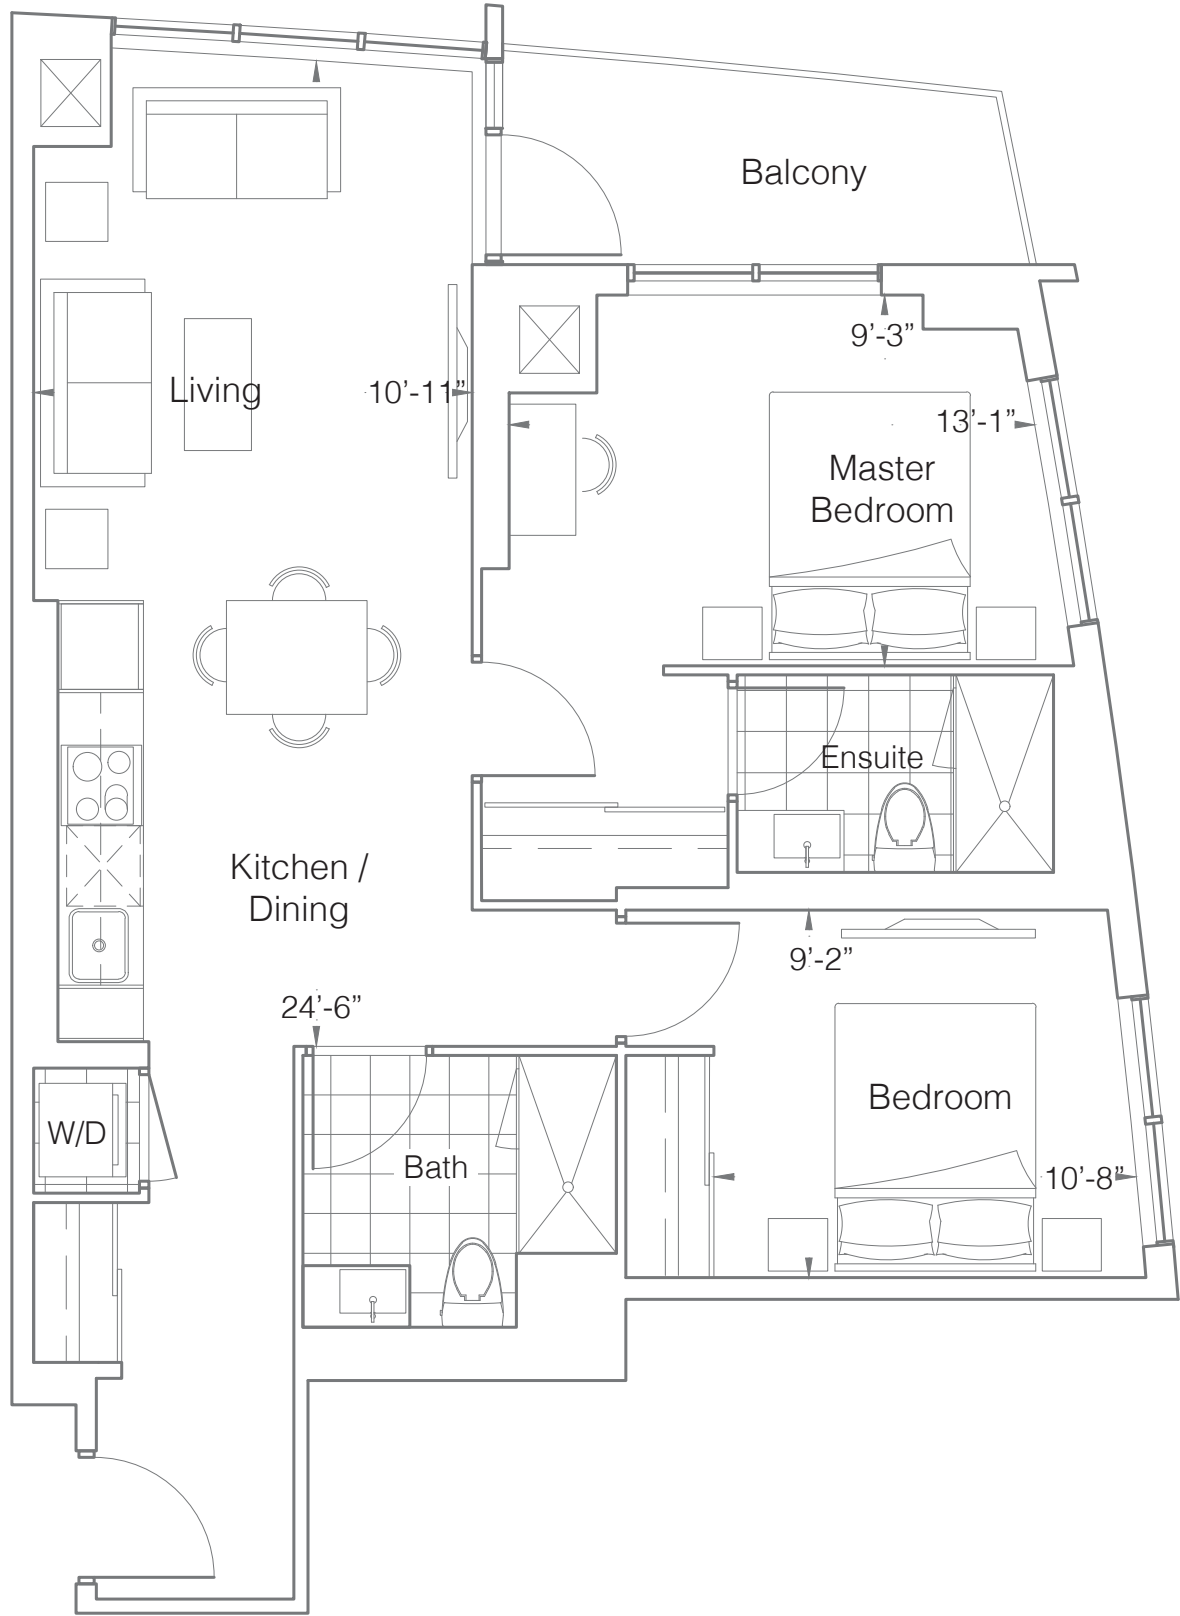 Balcony
9’-3”
Living
10’-11”
13’-1”
Master
Bedroom
Ensuite
Kitchen /
Dining
9’-2”
24’-6”
Bedroom
W/D
Bath
10’-8”